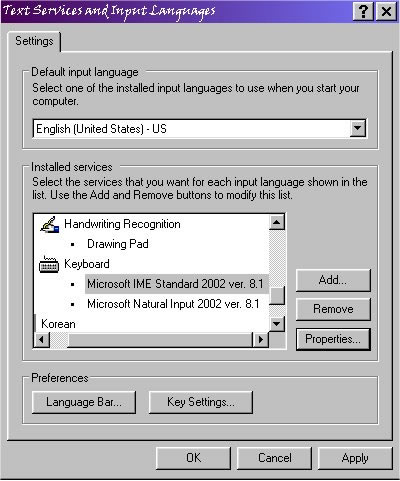 Text Services and Input Languages
Settings
Default input language
Select one of the installed input languages to use when you start your
computer.
English (United States) - US
Installed services
Select the services that you want for each input language shown in the
list. Use the Add and Remove buttons to modify this list.
Handwriting Recognition
▪ Drawing Pad
Keyboard
▪ Microsoft IME Standard 2002 ver. 8.1
▪ Microsoft Natural Input 2002 ver. 8.1
Korean
Add...
Remove
Properties...
Preferences
Language Bar...
Key Settings...
OK
Cancel
Apply